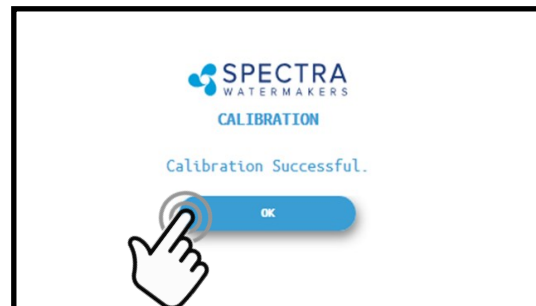 SPECTRA
WATERMAKERS
CALIBRATION
Calibration Successful.
OK